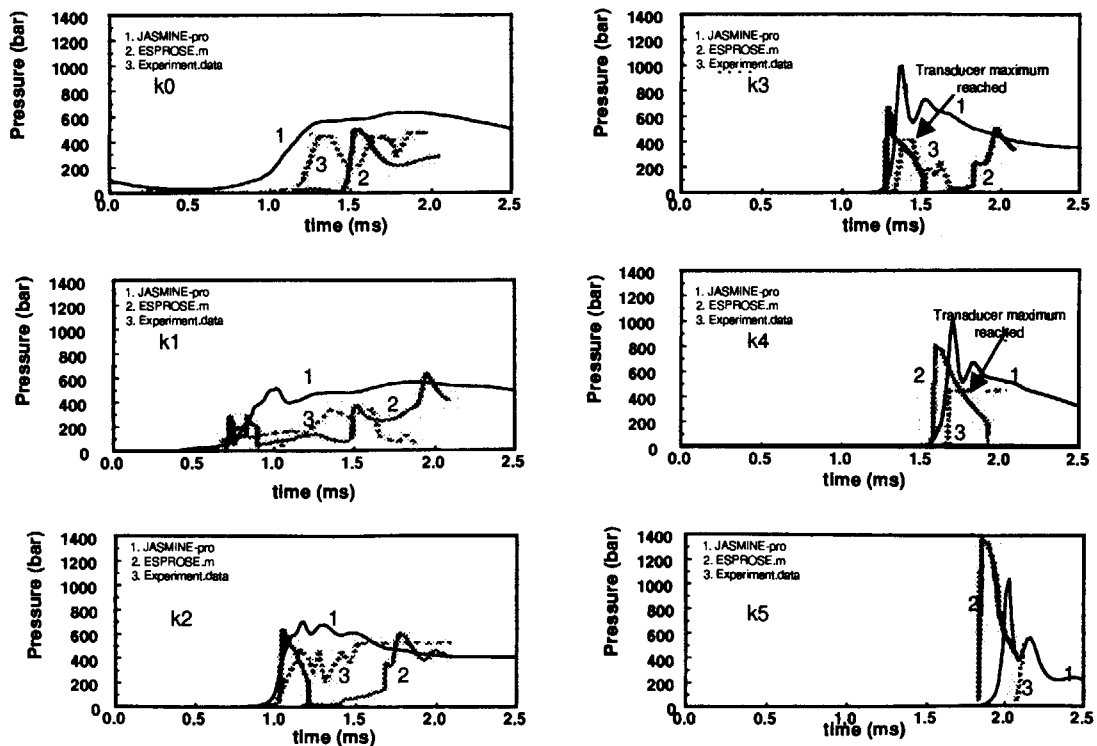 Pressure (bar)
1400
1200
1000
800
600
400
200
0
1. JASMINE-pro
2. ESPROSE.m
3. Experiment.data
k0
1
3
2
0.0 0.5 1.0 1.5 2.0 2.5
time (ms)
Pressure (bar)
1400
1200
1000
800
600
400
200
0
1. JASMINE-pro
2. ESPROSE.m
3. Experiment.data
k3
Transducer maximum
reached
1
3
2
0.0 0.5 1.0 1.5 2.0 2.5
time (ms)
Pressure (bar)
1400
1200
1000
800
600
400
200
0
1. JASMINE-pro
2. ESPROSE.m
3. Experiment.data
k1
1
3
2
0.0 0.5 1.0 1.5 2.0 2.5
time (ms)
Pressure (bar)
1400
1200
1000
800
600
400
200
0
1. JASMINE-pro
2. ESPROSE.m
3. Experiment.data
k4
Transducer maximum
reached
2
1
3
0.0 0.5 1.0 1.5 2.0 2.5
time (ms)
Pressure (bar)
1400
1200
1000
800
600
400
200
0
1. JASMINE-pro
2. ESPROSE.m
3. Experiment.data
k2
1
3
2
0.0 0.5 1.0 1.5 2.0 2.5
time (ms)
Pressure (bar)
1400
1200
1000
800
600
400
200
0
1. JASMINE-pro
2. ESPROSE.m
3. Experiment.data
k5
2
3
1
0.0 0.5 1.0 1.5 2.0 2.5
time (ms)